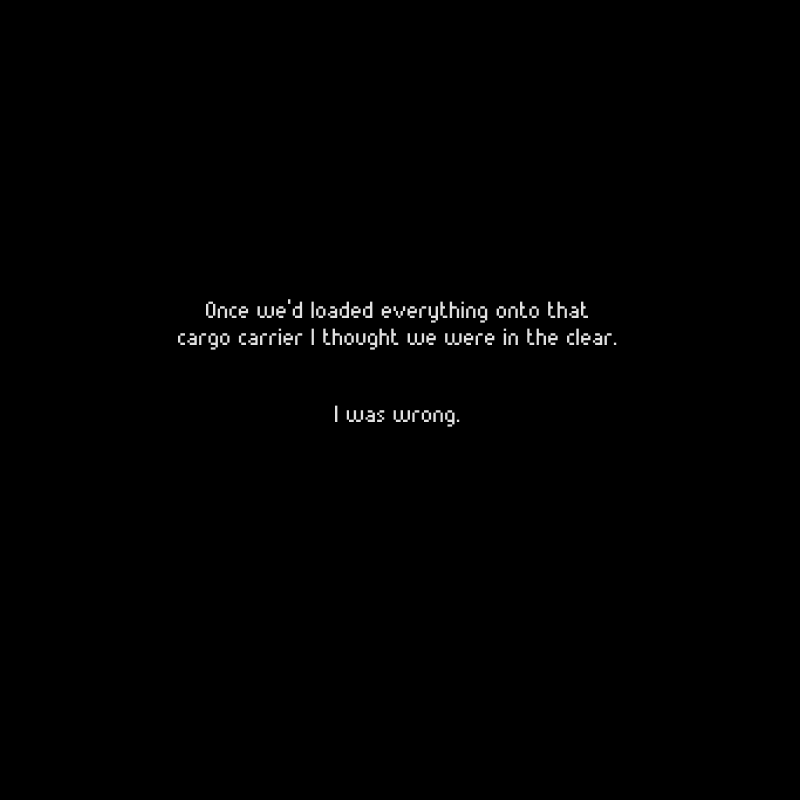 Once we'd loaded everything onto that
cargo carrier I thought we were in the clear.
I was wrong.